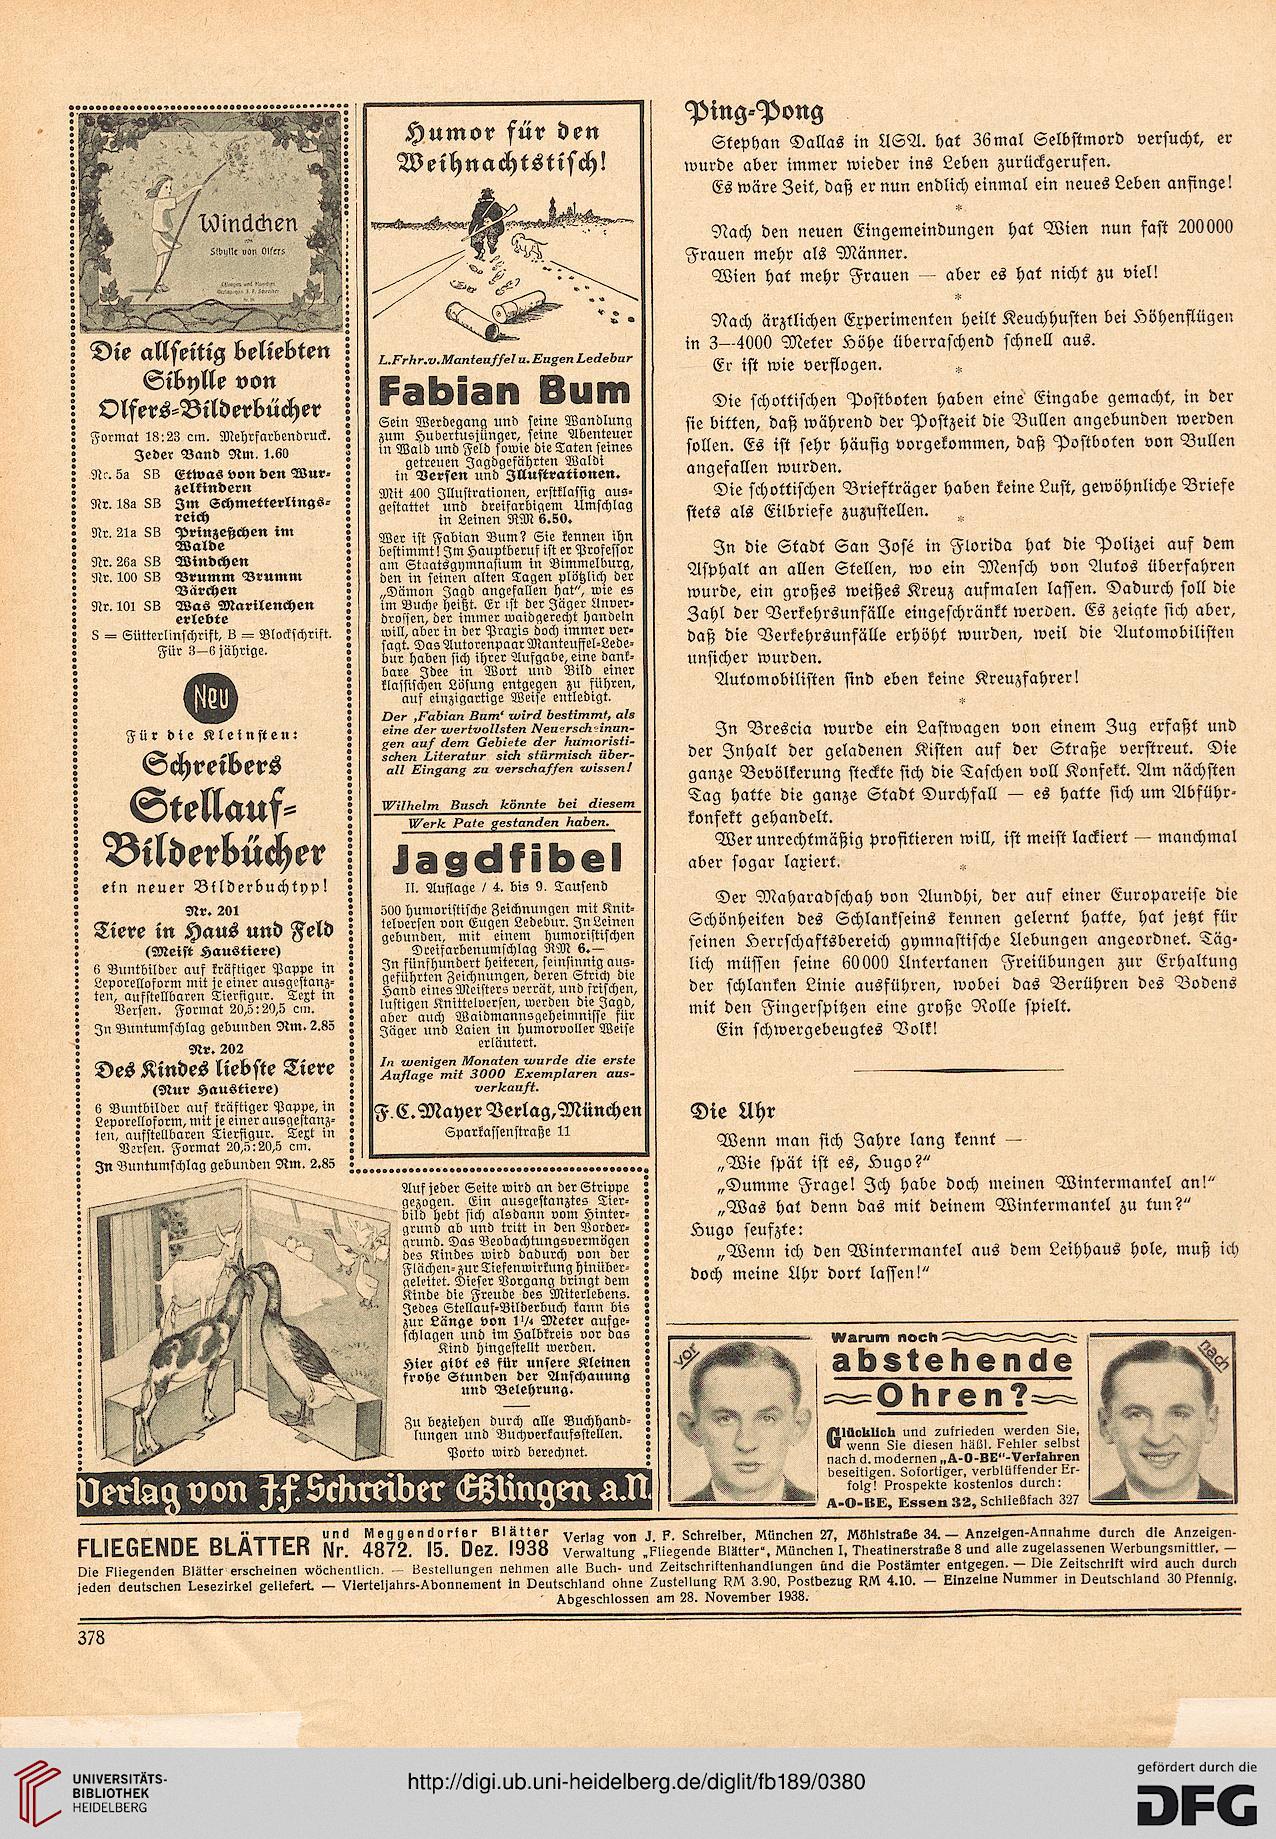 Windchen
von
Sibylle von Olfers
Die allseitig beliebten
Sibylle von
Olfers-Bilderbücher
Format 18:23 cm. Mehrfarbendruck.
Jeder Band Rm. 1.60
Nr. 5a SB Etwas von den Wur-
zelkindern
Nr. 18a SB Im Schmetterlings-
reich
Nr. 21a SB Prinzeßchen im
Walde
Nr. 26a SB Windchen
Nr. 100 SB Brumm Brumm
Bärchen
Nr. 101 SB Was Marilenchen
erlebte
S = Sütterlinschrift, B = Blockschrift.
Für 3—6 jährige.
Neu
Für die Kleinsten:
Schreibers
Stellauf-
Bilderbücher
ein neuer Bilderbuchtyp!
Nr. 201
Tiere in Haus und Feld
(Meist Haustiere)
6 Buntbilder auf kräftiger Pappe in
Leporelloform mit je einer ausgestanz-
ten, aufstellbaren Tierfigur. Text in
Versen. Format 20,5:20,5 cm.
In Buntumschlag gebunden Rm. 2.85
Nr. 202
Des Kindes liebste Tiere
(Nur Haustiere)
6 Buntbilder auf kräftiger Pappe, in
Leporelloform, mit je einer ausgestanz-
ten, aufstellbaren Tierfigur. Text in
Versen. Format 20,5:20,5 cm.
In Buntumschlag gebunden Rm. 2.85
Auf jeder Seite wird an der Strippe
gezogen. Ein ausgestanztes Tier-
bild hebt sich alsdann vom Hinter-
grund ab und tritt in den Vorder-
grund. Das Beobachtungsvermögen
des Kindes wird dadurch von der
Flächen- zur Tiefenwirkung hinüber-
geleitet. Dieser Vorgang bringt dem
Kinde die Freude des Miterlebens.
Jedes Stellauf-Bilderbuch kann bis
zur Länge von 1¼ Meter aufge-
schlagen und im Halbkreis vor das
Kind hingestellt werden.
Hier gibt es für unsere Kleinen
frohe Stunden der Anschauung
und Belehrung.
Zu beziehen durch alle Buchhand-
lungen und Buchverkaufsstellen.
Porto wird berechnet.
Verlag von J.F. Schreiber Eßlingen a.N.
Humor für den
Weihnachtstisch!
L.Frhr.v.Manteuffel u. Eugen Ledebur
Fabian Bum
Sein Werdegang und seine Wandlung
zum Hubertusjünger, seine Abenteuer
in Wald und Feld sowie die Taten seines
getreuen Jagdgefährten Waldi
in Versen und Illustrationen.
Mit 400 Illustrationen, erstklassig aus-
gestattet und dreifarbigem Umschlag
in Leinen RM 6.50.
Wer ist Fabian Bum? Sie kennen ihn
bestimmt! Im Hauptberuf ist er Professor
am Staatsgymnasium in Bimmelburg,
den in seinen alten Tagen plötzlich der
„Dämon Jagd angefallen hat“, wie es
im Buche heißt. Er ist der Jäger Unver-
drossen, der immer waidgerecht handeln
will, aber in der Praxis doch immer ver-
sagt. Das Autorenpaar Manteuffel-Lede-
bur haben sich ihrer Aufgabe, eine dank-
bare Idee in Wort und Bild einer
klassischen Lösung entgegen zu führen,
auf einzigartige Weise entledigt.
Der ‚Fabian Bum‘ wird bestimmt, als
eine der wertvollsten Neuerscheinun-
gen auf dem Gebiete der humoristi-
schen Literatur sich stürmisch über-
all Eingang zu verschaffen wissen!
Wilhelm Busch könnte bei diesem
Werk Pate gestanden haben.
Jagdfibel
II. Auflage / 4. bis 9. Tausend
500 humoristische Zeichnungen mit Knit-
telversen von Eugen Ledebur. In Leinen
gebunden, mit einem humoristischen
Dreifarbenumschlag RM 6.—
In fünfhundert heiteren, feinsinnig aus-
geführten Zeichnungen, deren Strich die
Hand eines Meisters verrät, und frischen,
lustigen Knittelversen, werden die Jagd,
aber auch Waidmannsgeheimnisse für
Jäger und Laien in humorvoller Weise
erläutert.
In wenigen Monaten wurde die erste
Auflage mit 3000 Exemplaren aus-
verkauft.
F. C. Mayer Verlag, München
Sparkassenstraße 11
Ping-Pong
Stephan Dallas in USA. hat 36mal Selbstmord versucht, er
wurde aber immer wieder ins Leben zurückgerufen.
Es wäre Zeit, daß er nun endlich einmal ein neues Leben anfinge!
*
Nach den neuen Eingemeindungen hat Wien nun fast 200000
Frauen mehr als Männer.
Wien hat mehr Frauen — aber es hat nicht zu viel!
*
Nach ärztlichen Experimenten heilt Keuchhusten bei Höhenflügen
in 3—4000 Meter Höhe überraschend schnell aus.
Er ist wie verflogen.
*
Die schottischen Postboten haben eine Eingabe gemacht, in der
sie bitten, daß während der Postzeit die Bullen angebunden werden
sollen. Es ist sehr häufig vorgekommen, daß Postboten von Bullen
angefallen wurden.
Die schottischen Briefträger haben keine Lust, gewöhnliche Briefe
stets als Eilbriefe zuzustellen.
*
In die Stadt San José in Florida hat die Polizei auf dem
Asphalt an allen Stellen, wo ein Mensch von Autos überfahren
wurde, ein großes weißes Kreuz aufmalen lassen. Dadurch soll die
Zahl der Verkehrsunfälle eingeschränkt werden. Es zeigte sich aber,
daß die Verkehrsunfälle erhöht wurden, weil die Automobilisten
unsicher wurden.
Automobilisten sind eben keine Kreuzfahrer!
*
In Brescia wurde ein Lastwagen von einem Zug erfaßt und
der Inhalt der geladenen Kisten auf der Straße verstreut. Die
ganze Bevölkerung steckte sich die Taschen voll Konfekt. Am nächsten
Tag hatte die ganze Stadt Durchfall — es hatte sich um Abführ-
konfekt gehandelt.
Wer unrechtmäßig profitieren will, ist meist lackiert — manchmal
aber sogar laxiert.
*
Der Maharadschah von Aundhi, der auf einer Europareise die
Schönheiten des Schlankseins kennen gelernt hatte, hat jetzt für
seinen Herrschaftsbereich gymnastische Uebungen angeordnet. Täg-
lich müssen seine 60000 Untertanen Freiübungen zur Erhaltung
der schlanken Linie ausführen, wobei das Berühren des Bodens
mit den Fingerspitzen eine große Rolle spielt.
Ein schwergebeugtes Volk!
Die Uhr
Wenn man sich Jahre lang kennt —
„Wie spät ist es, Hugo?“
„Dumme Frage! Ich habe doch meinen Wintermantel an!“
„Was hat denn das mit deinem Wintermantel zu tun?“
Hugo seufzte:
„Wenn ich den Wintermantel aus dem Leihhaus hole, muß ich
doch meine Uhr dort lassen!“
vor
Warum noch
abstehende
Ohren?
Glücklich und zufrieden werden Sie,
wenn Sie diesen häßl. Fehler selbst
nach d. modernen „A-O-BE“-Verfahren
beseitigen. Sofortiger, verblüffender Er-
folg! Prospekte kostenlos durch:
A-O-BE, Essen 32, Schließfach 327
nach
FLIEGENDE BLÄTTER und Meggendorfer Blätter
Nr. 4872. 15. Dez. 1938
Verlag von J. F. Schreiber, München 27, Möhlstraße 34. — Anzeigen-Annahme durch die Anzeigen-
Verwaltung „Fliegende Blätter“, München I, Theatinerstraße 8 und alle zugelassenen Werbungsmittler. —
Die Fliegenden Blätter erscheinen wöchentlich. — Bestellungen nehmen alle Buch- und Zeitschriftenhandlungen und die Postämter entgegen. — Die Zeitschrift wird auch durch
jeden deutschen Lesezirkel geliefert. — Vierteljahrs-Abonnement in Deutschland ohne Zustellung RM 3.90, Postbezug RM 4.10. — Einzelne Nummer in Deutschland 30 Pfennig.
Abgeschlossen am 28. November 1938.
378
UNIVERSITÄTS-
BIBLIOTHEK
HEIDELBERG
http://digi.ub.uni-heidelberg.de/diglit/fb189/0380
gefördert durch die
DFG